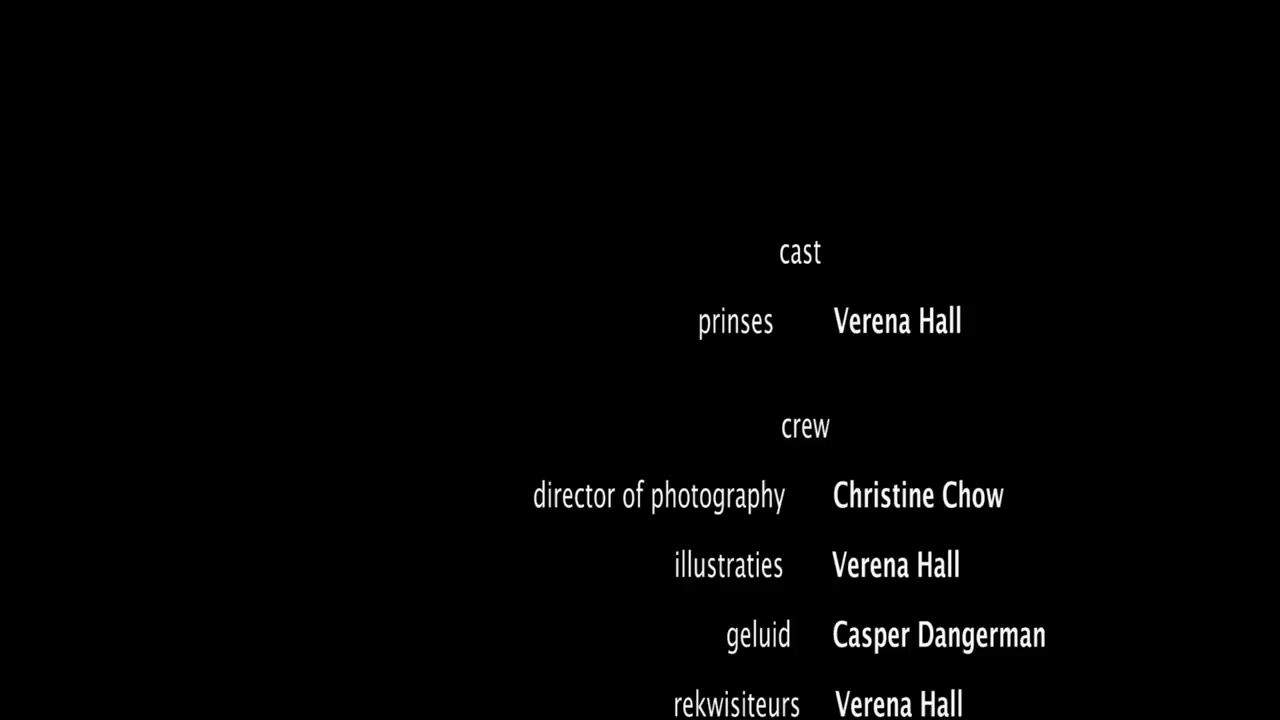 cast
prinses Verena Hall
crew
director of photography Christine Chow
illustraties Verena Hall
geluid Casper Dangerman
rekwisiteurs Verena Hall